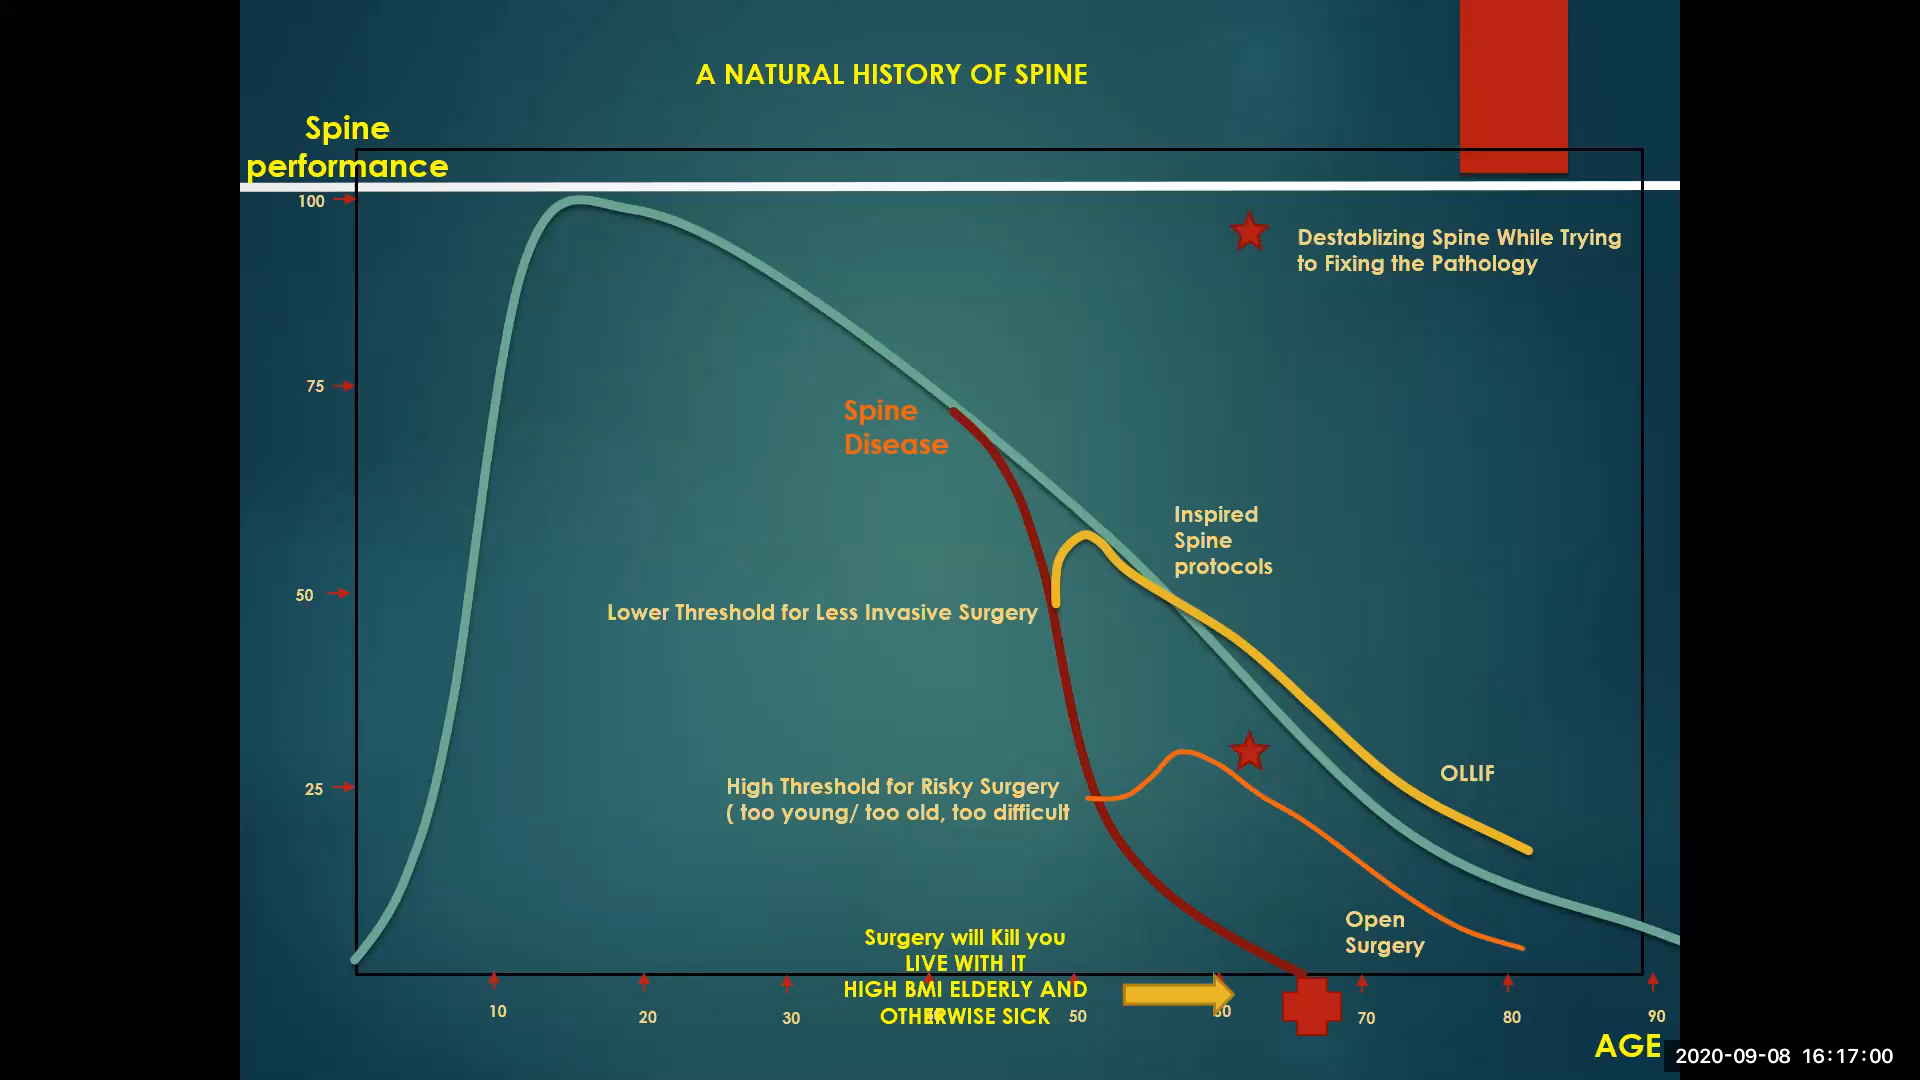 A NATURAL HISTORY OF SPINE
Spine
performance
100
75
50
25
Destablizing Spine While Trying
to Fixing the Pathology
Spine
Disease
Inspired
Spine
protocols
Lower Threshold for Less Invasive Surgery
High Threshold for Risky Surgery
( too young/ too old, too difficult
OLLIF
Open
Surgery
Surgery will Kill you
LIVE WITH IT
HIGH BMI ELDERLY AND
OTHERWISE SICK
10
20
30
50
60
70
80
90
AGE
2020-09-08 16:17:00